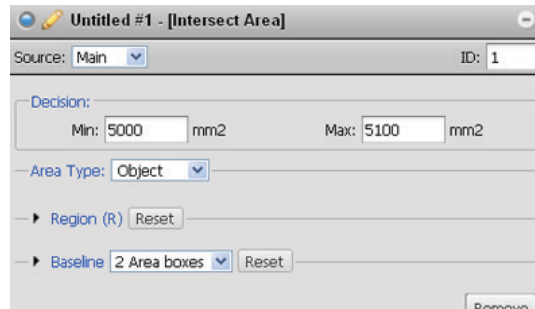 Untitled #1 - [Intersect Area]
Source: Main ID: 1
Decision:
Min: 5000 mm2 Max: 5100 mm2
Area Type: Object
Region (R) Reset
Baseline 2 Area boxes Reset
Remove